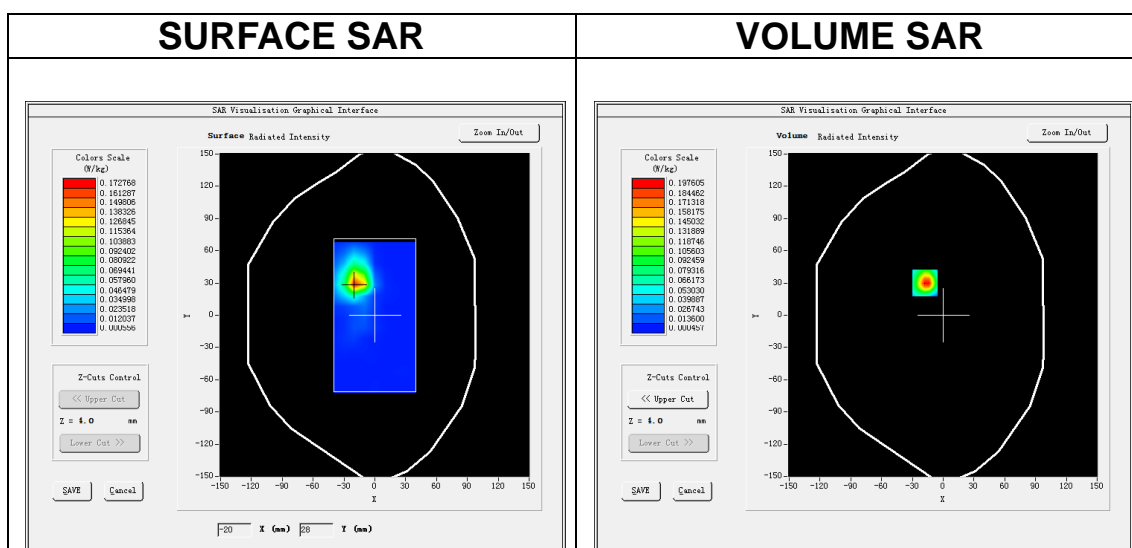 SURFACE SAR
VOLUME SAR
SAR Visualisation Graphical Interface
Surface Radiated Intensity
Zoom In/Out
Colors Scale
(W/kg)
0.172768
0.161287
0.149806
0.138326
0.126845
0.115364
0.103883
0.092402
0.080922
0.069441
0.057960
0.046479
0.034998
0.023518
0.012037
0.000556
150
120
90
60
30
0
-30
-60
-90
-120
-150
Y
-150 -120 -90 -60 -30 0 30 60 90 120 150
X
Z-Cuts Control
<< Upper Cut
Z = 4.0 mm
Lower Cut >>
SAVE Cancel
-20 X (mm) 28 Y (mm)
SAR Visualisation Graphical Interface
Volume Radiated Intensity
Zoom In/Out
Colors Scale
(W/kg)
0.197605
0.184462
0.171318
0.158175
0.145032
0.131889
0.118746
0.105603
0.092459
0.079316
0.066173
0.053030
0.039887
0.026743
0.013600
0.000457
150
120
90
60
30
0
-30
-60
-90
-120
-150
Y
-150 -120 -90 -60 -30 0 30 60 90 120 150
X
Z-Cuts Control
<< Upper Cut
Z = 4.0 mm
Lower Cut >>
SAVE Cancel